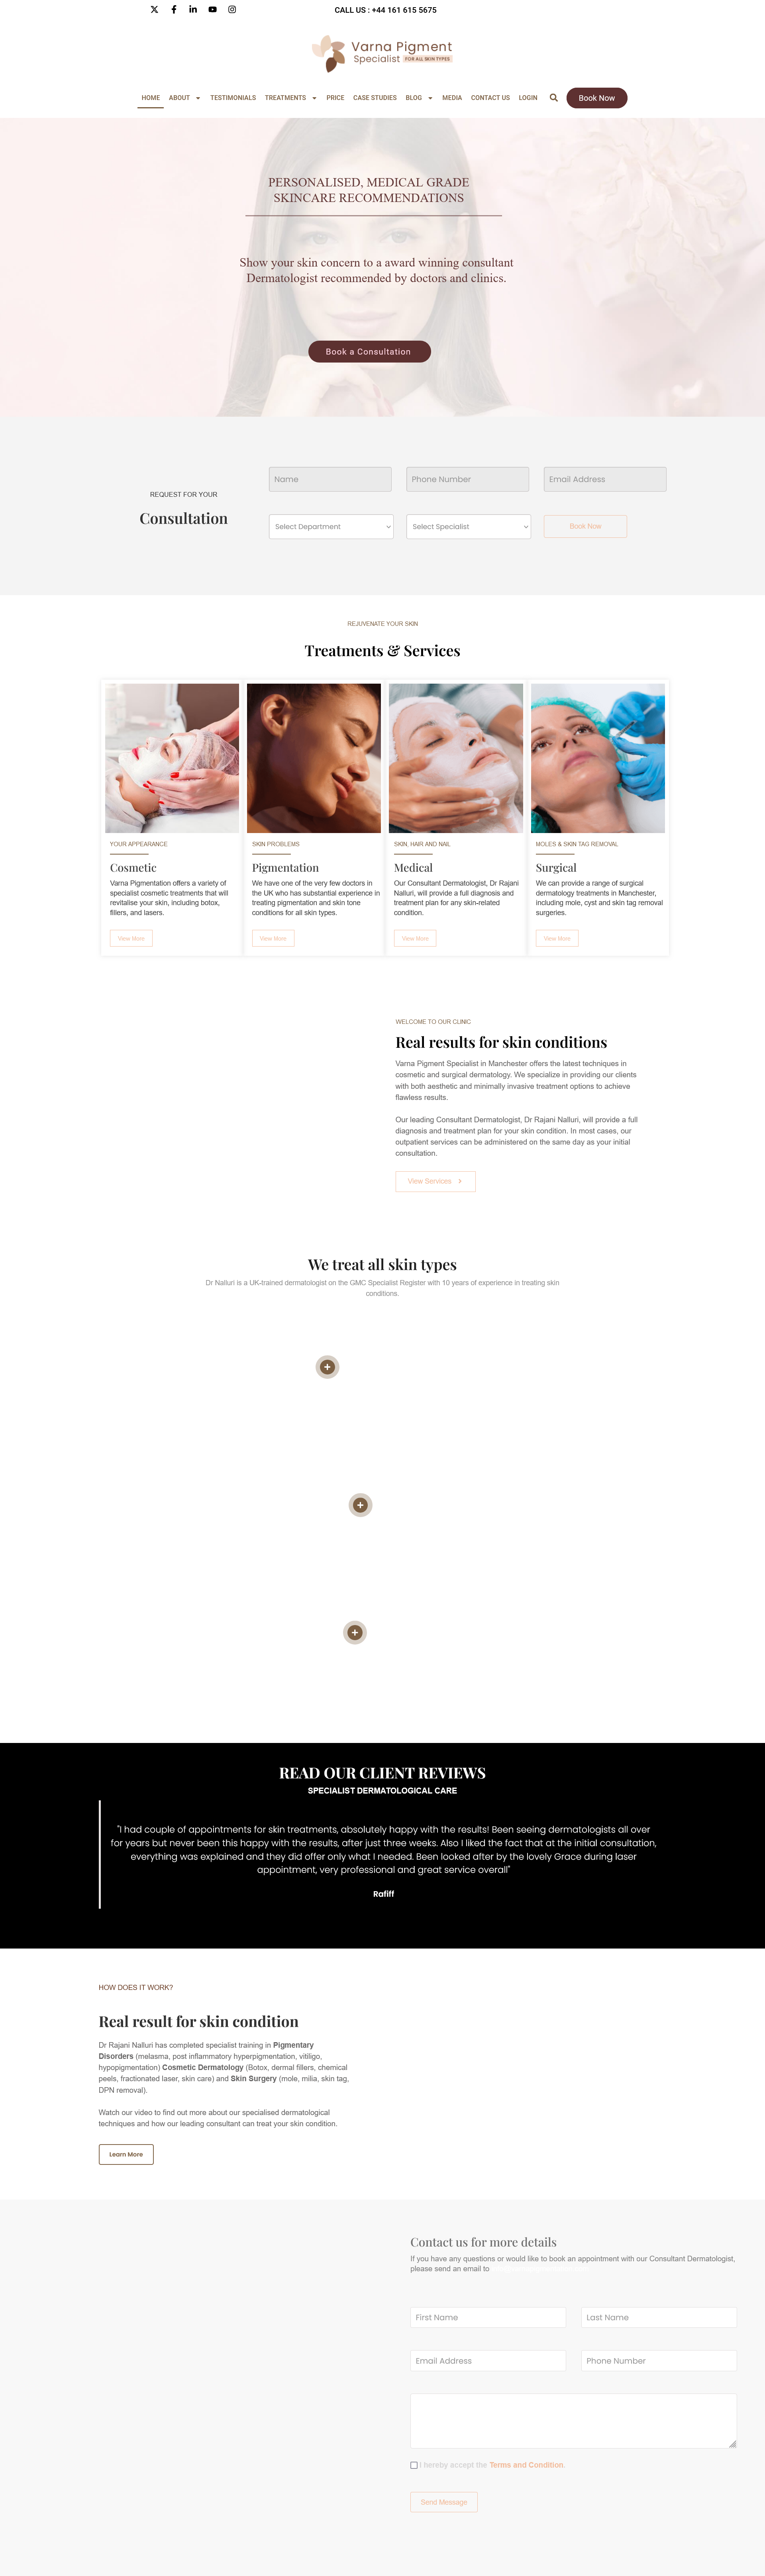 CALL US : +44 161 615 5675
Varna Pigment
Specialist FOR ALL SKIN TYPES
HOME ABOUT TESTIMONIALS TREATMENTS PRICE CASE STUDIES BLOG MEDIA CONTACT US LOGIN Book Now
PERSONALISED, MEDICAL GRADE
SKINCARE RECOMMENDATIONS
Show your skin concern to a award winning consultant
Dermatologist recommended by doctors and clinics.
Book a Consultation
REQUEST FOR YOUR
Consultation
Name Phone Number Email Address
Select Department Select Specialist Book Now
REJUVENATE YOUR SKIN
Treatments & Services
YOUR APPEARANCE
Cosmetic
Varna Pigmentation offers a variety of
specialist cosmetic treatments that will
revitalise your skin, including botox,
fillers, and lasers.
View More
SKIN PROBLEMS
Pigmentation
We have one of the very few doctors in
the UK who has substantial experience in
treating pigmentation and skin tone
conditions for all skin types.
View More
SKIN, HAIR AND NAIL
Medical
Our Consultant Dermatologist, Dr Rajani
Nalluri, will provide a full diagnosis and
treatment plan for any skin-related
condition.
View More
MOLES & SKIN TAG REMOVAL
Surgical
We can provide a range of surgical
dermatology treatments in Manchester,
including mole, cyst and skin tag removal
surgeries.
View More
WELCOME TO OUR CLINIC
Real results for skin conditions
Varna Pigment Specialist in Manchester offers the latest techniques in
cosmetic and surgical dermatology. We specialize in providing our clients
with both aesthetic and minimally invasive treatment options to achieve
flawless results.
Our leading Consultant Dermatologist, Dr Rajani Nalluri, will provide a full
diagnosis and treatment plan for your skin condition. In most cases, our
outpatient services can be administered on the same day as your initial
consultation.
View Services
We treat all skin types
Dr Nalluri is a UK-trained dermatologist on the GMC Specialist Register with 10 years of experience in treating skin
conditions.
READ OUR CLIENT REVIEWS
SPECIALIST DERMATOLOGICAL CARE
"I had couple of appointments for skin treatments, absolutely happy with the results! Been seeing dermatologists all over
for years but never been this happy with the results, after just three weeks. Also I liked the fact that at the initial consultation,
everything was explained and they did offer only what I needed. Been looked after by the lovely Grace during laser
appointment, very professional and great service overall"
Rafiff
HOW DOES IT WORK?
Real result for skin condition
Dr Rajani Nalluri has completed specialist training in Pigmentary
Disorders (melasma, post inflammatory hyperpigmentation, vitiligo,
hypopigmentation) Cosmetic Dermatology (Botox, dermal fillers, chemical
peels, fractionated laser, skin care) and Skin Surgery (mole, milia, skin tag,
DPN removal).
Watch our video to find out more about our specialised dermatological
techniques and how our leading consultant can treat your skin condition.
Learn More
Contact us for more details
If you have any questions or would like to book an appointment with our Consultant Dermatologist,
please send an email to
First Name Last Name
Email Address Phone Number
I hereby accept the Terms and Condition.
Send Message